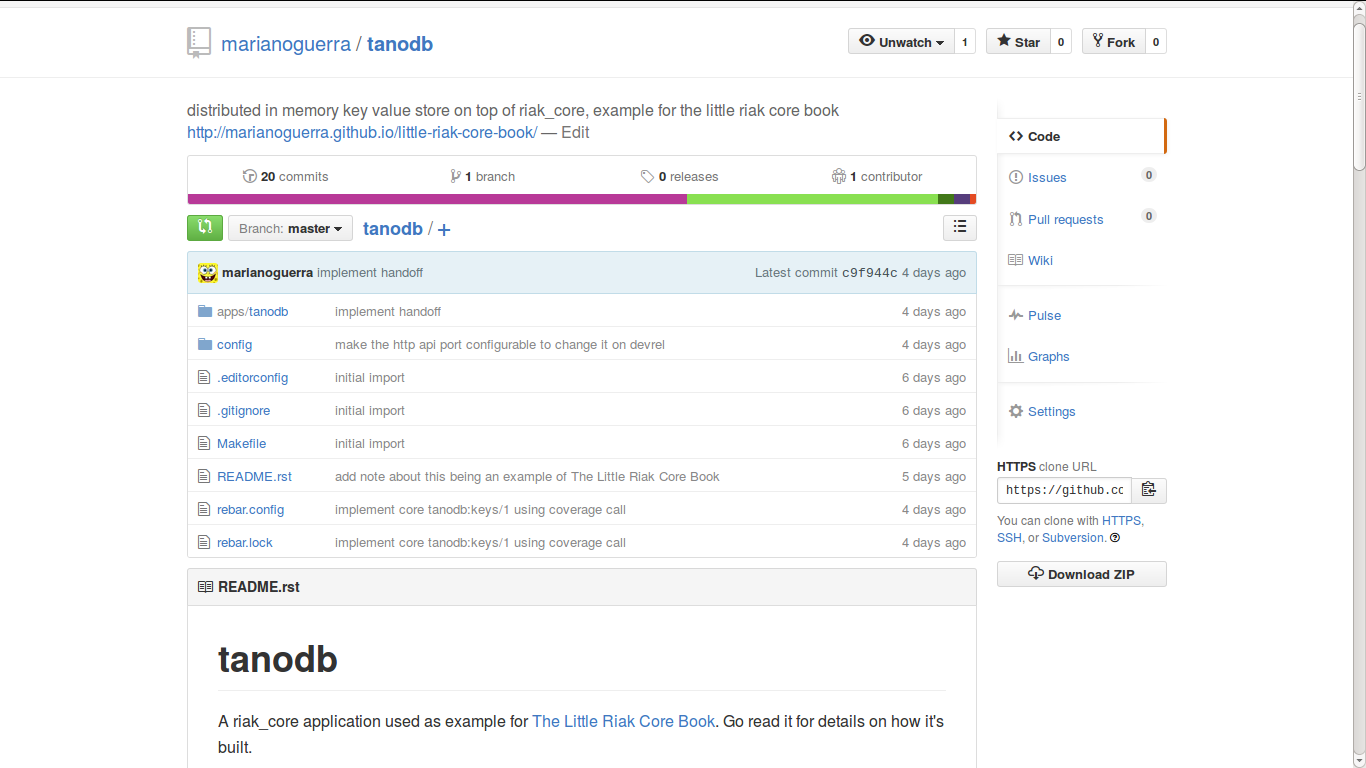 marianoguerra / tanodb
Unwatch 1 Star 0 Fork 0
distributed in memory key value store on top of riak_core, example for the little riak core book
http://marianoguerra.github.io/little-riak-core-book/ — Edit
20 commits 1 branch 0 releases 1 contributor
Branch: master tanodb / +
marianoguerra implement handoff Latest commit c9f944c 4 days ago
apps/tanodb implement handoff 4 days ago
config make the http api port configurable to change it on devrel 4 days ago
.editorconfig initial import 6 days ago
.gitignore initial import 6 days ago
Makefile initial import 6 days ago
README.rst add note about this being an example of The Little Riak Core Book 5 days ago
rebar.config implement core tanodb:keys/1 using coverage call 4 days ago
rebar.lock implement core tanodb:keys/1 using coverage call 4 days ago
README.rst
tanodb
A riak_core application used as example for The Little Riak Core Book. Go read it for details on how it's
built.
Code
Issues 0
Pull requests 0
Wiki
Pulse
Graphs
Settings
HTTPS clone URL
https://github.cc
You can clone with HTTPS,
SSH, or Subversion.
Download ZIP